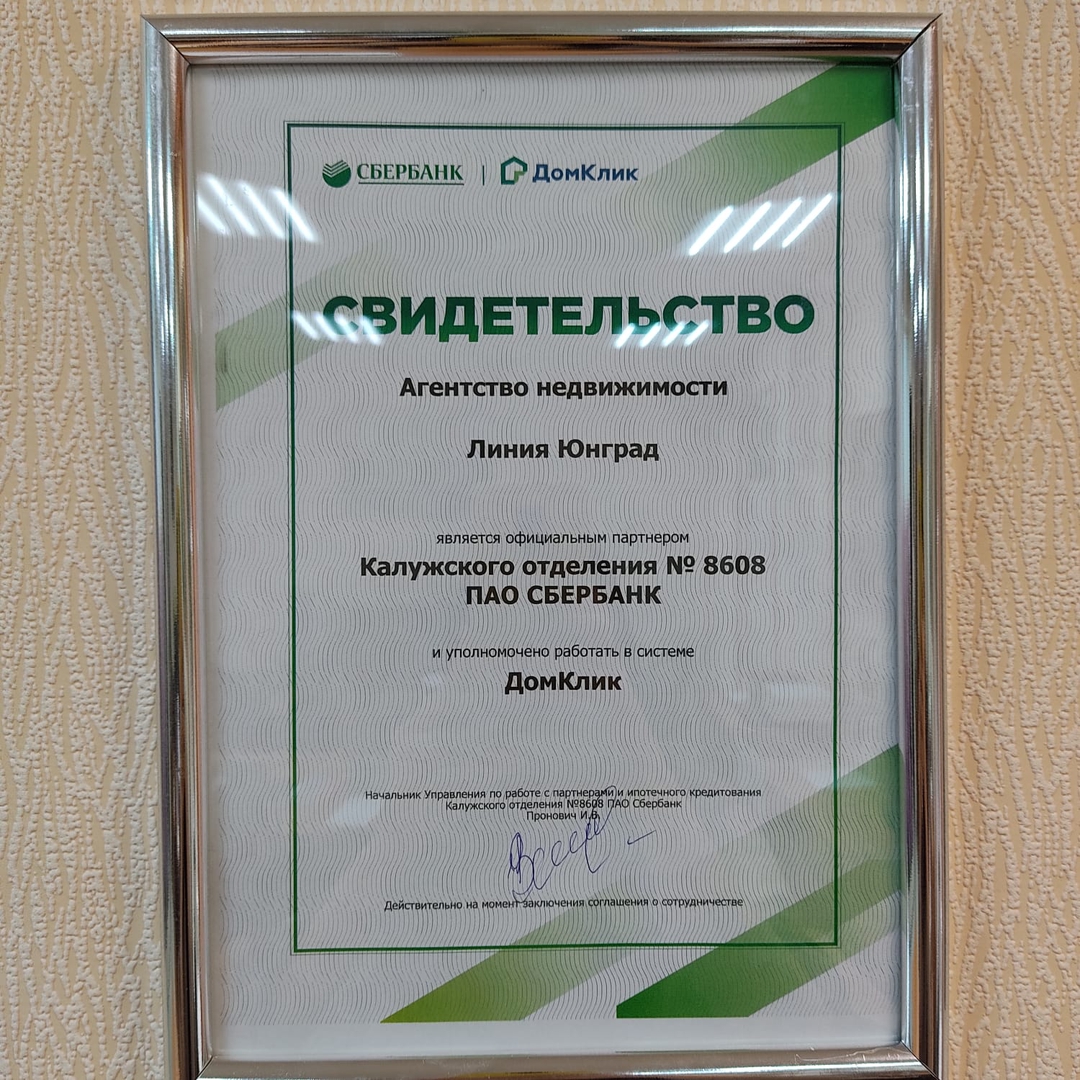 СБЕРБАНК | ДомКлик
СВИДЕТЕЛЬСТВО
Агентство недвижимости
Линия Юнград
является официальным партнером
Калужского отделения № 8608
ПАО СБЕРБАНК
и уполномочено работать в системе
ДомКлик
Начальник Управления по работе с партнерами и ипотечного кредитования
Калужского отделения №8608 ПАО Сбербанк
Пронович И.В.
Действительно на момент заключения соглашения о сотрудничестве